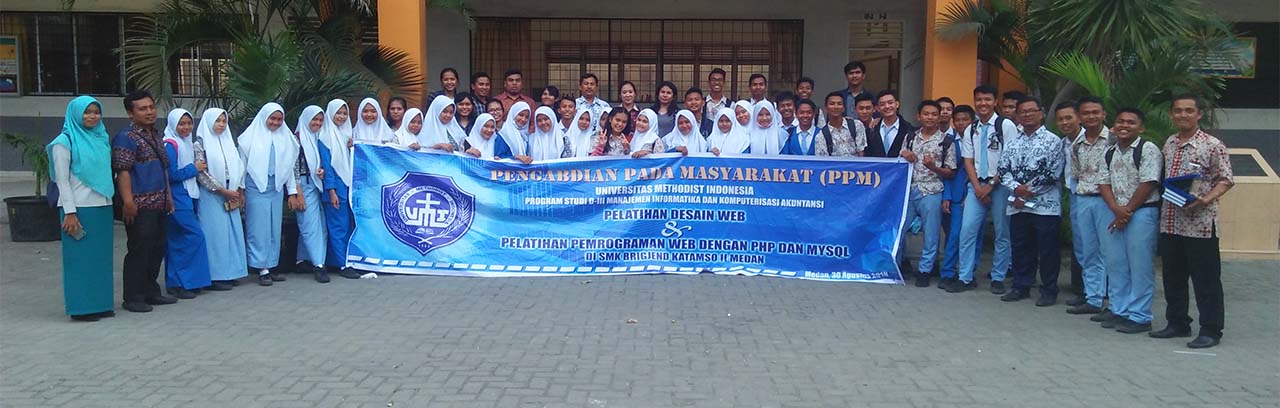 PENGABDIAN PADA MASYARAKAT (PPM)
UNIVERSITAS METHODIST INDONESIA
PROGRAM STUDI D-III MANAJEMEN INFORMATIKA DAN KOMPUTERISASI AKUNTANSI
PELATIHAN DESAIN WEB
&
PELATIHAN PEMROGRAMAN WEB DENGAN PHP DAN MYSQL
DI SMK BRIGJEND KATAMSO II MEDAN
Medan, 30 Agustus
UMI